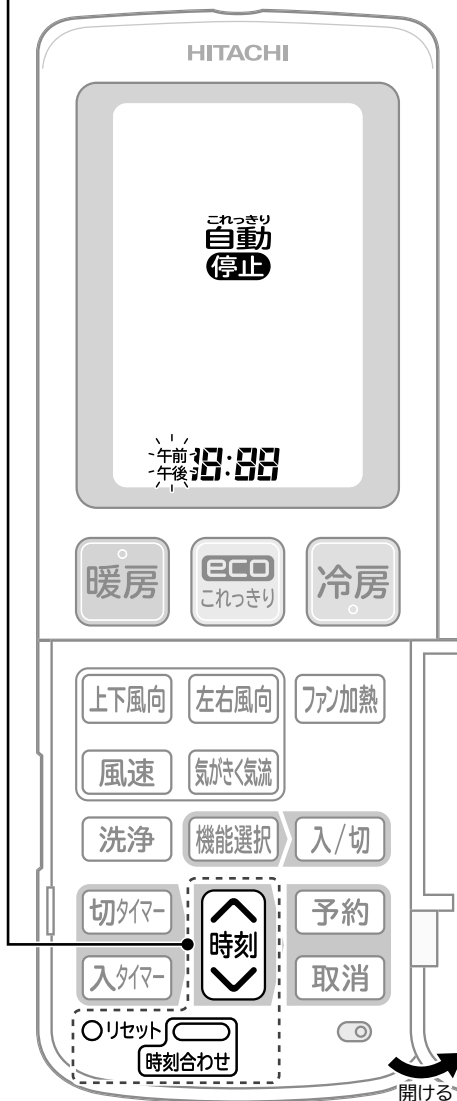 HITACHI
これっきり
自動
停止
午前
午後
18:88
暖房
eco
これっきり
冷房
上下風向
左右風向
ファン加熱
風速
気がきく気流
洗浄
機能選択
入/切
切タイマー
時刻
予約
入タイマー
取消
リセット
時刻合わせ
開ける